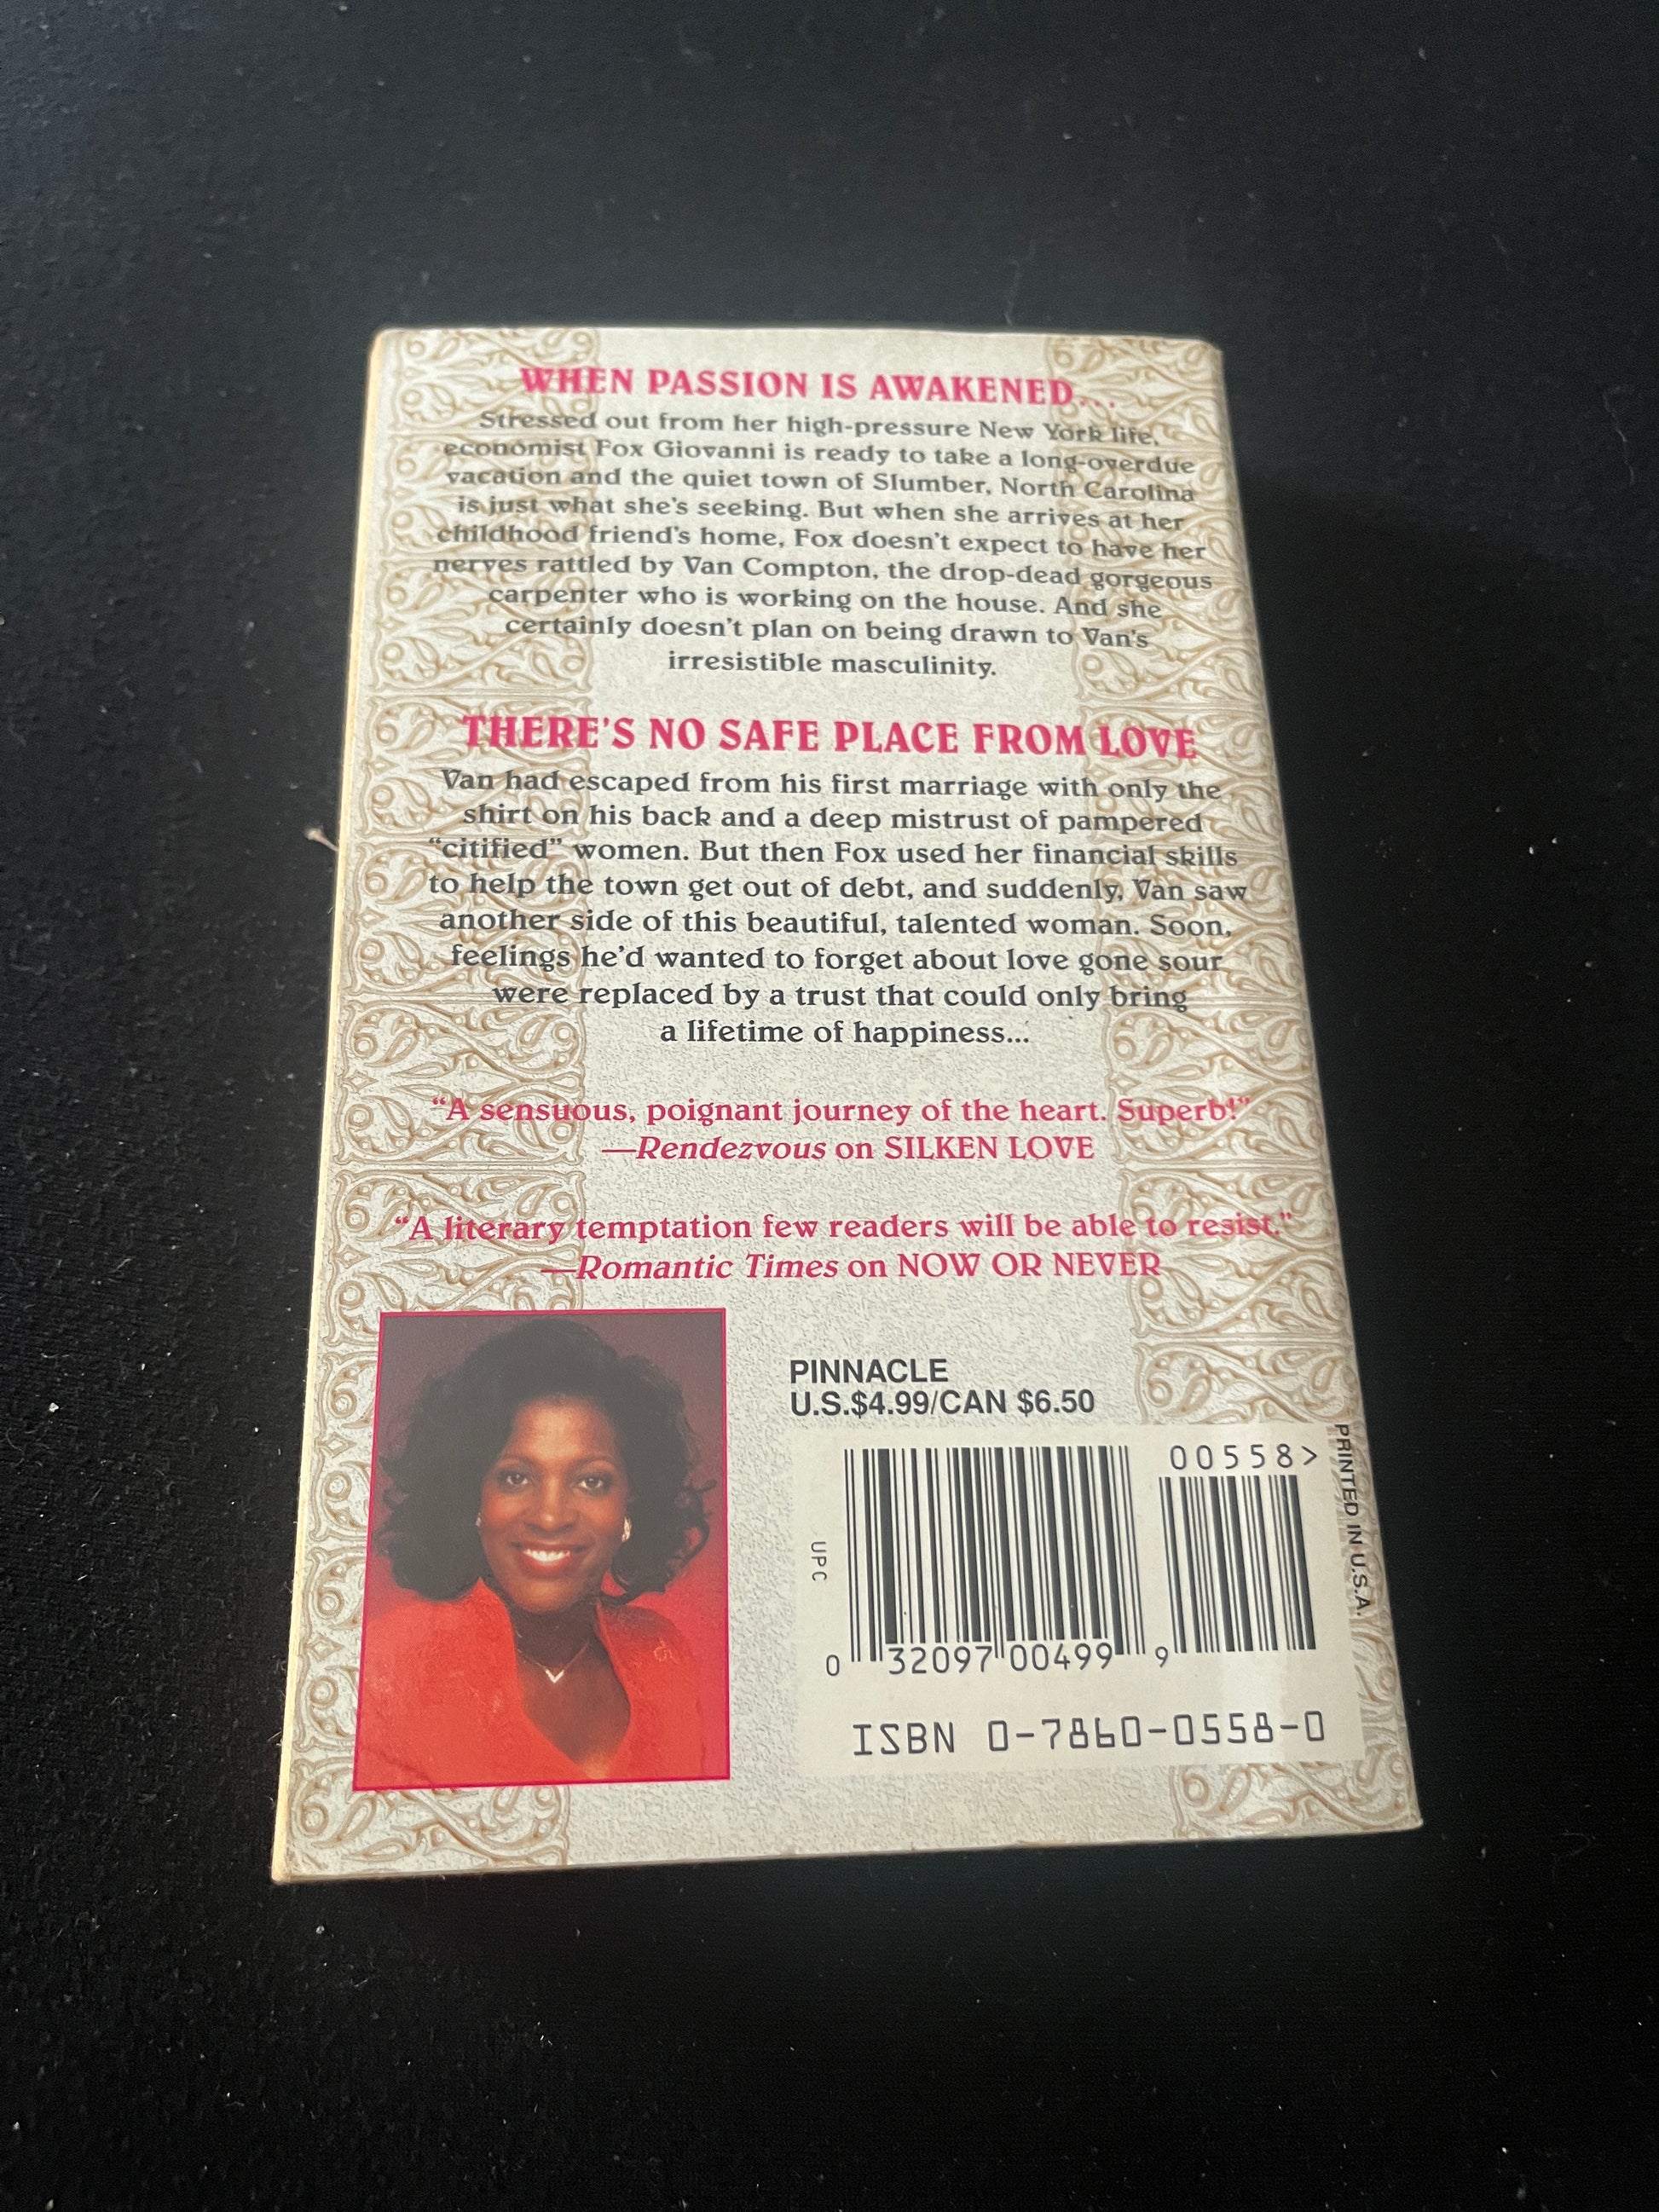 WHEN PASSION IS AWAKENED...
Stressed out from her high-pressure New York life,
economist Fox Giovanni is ready to take a long-overdue
vacation and the quiet town of Slumber, North Carolina
is just what she's seeking. But when she arrives at her
childhood friend's home, Fox doesn't expect to have her
nerves rattled by Van Compton, the drop-dead gorgeous
carpenter who is working on the house. And she
certainly doesn't plan on being drawn to Van's
irresistible masculinity.
THERE'S NO SAFE PLACE FROM LOVE
Van had escaped from his first marriage with only the
shirt on his back and a deep mistrust of pampered
“citified” women. But then Fox used her financial skills
to help the town get out of debt, and suddenly, Van saw
another side of this beautiful, talented woman. Soon,
feelings he'd wanted to forget about love gone sour
were replaced by a trust that could only bring
a lifetime of happiness...
“A sensuous, poignant journey of the heart. Superb!”
—Rendezvous on SILKEN LOVE
“A literary temptation few readers will be able to resist.”
—Romantic Times on NOW OR NEVER
PINNACLE
U.S.$4.99/CAN $6.50
00558>
UPC
0 32097 00499 9
ISBN 0-7860-0558-0
PRINTED IN U.S.A.